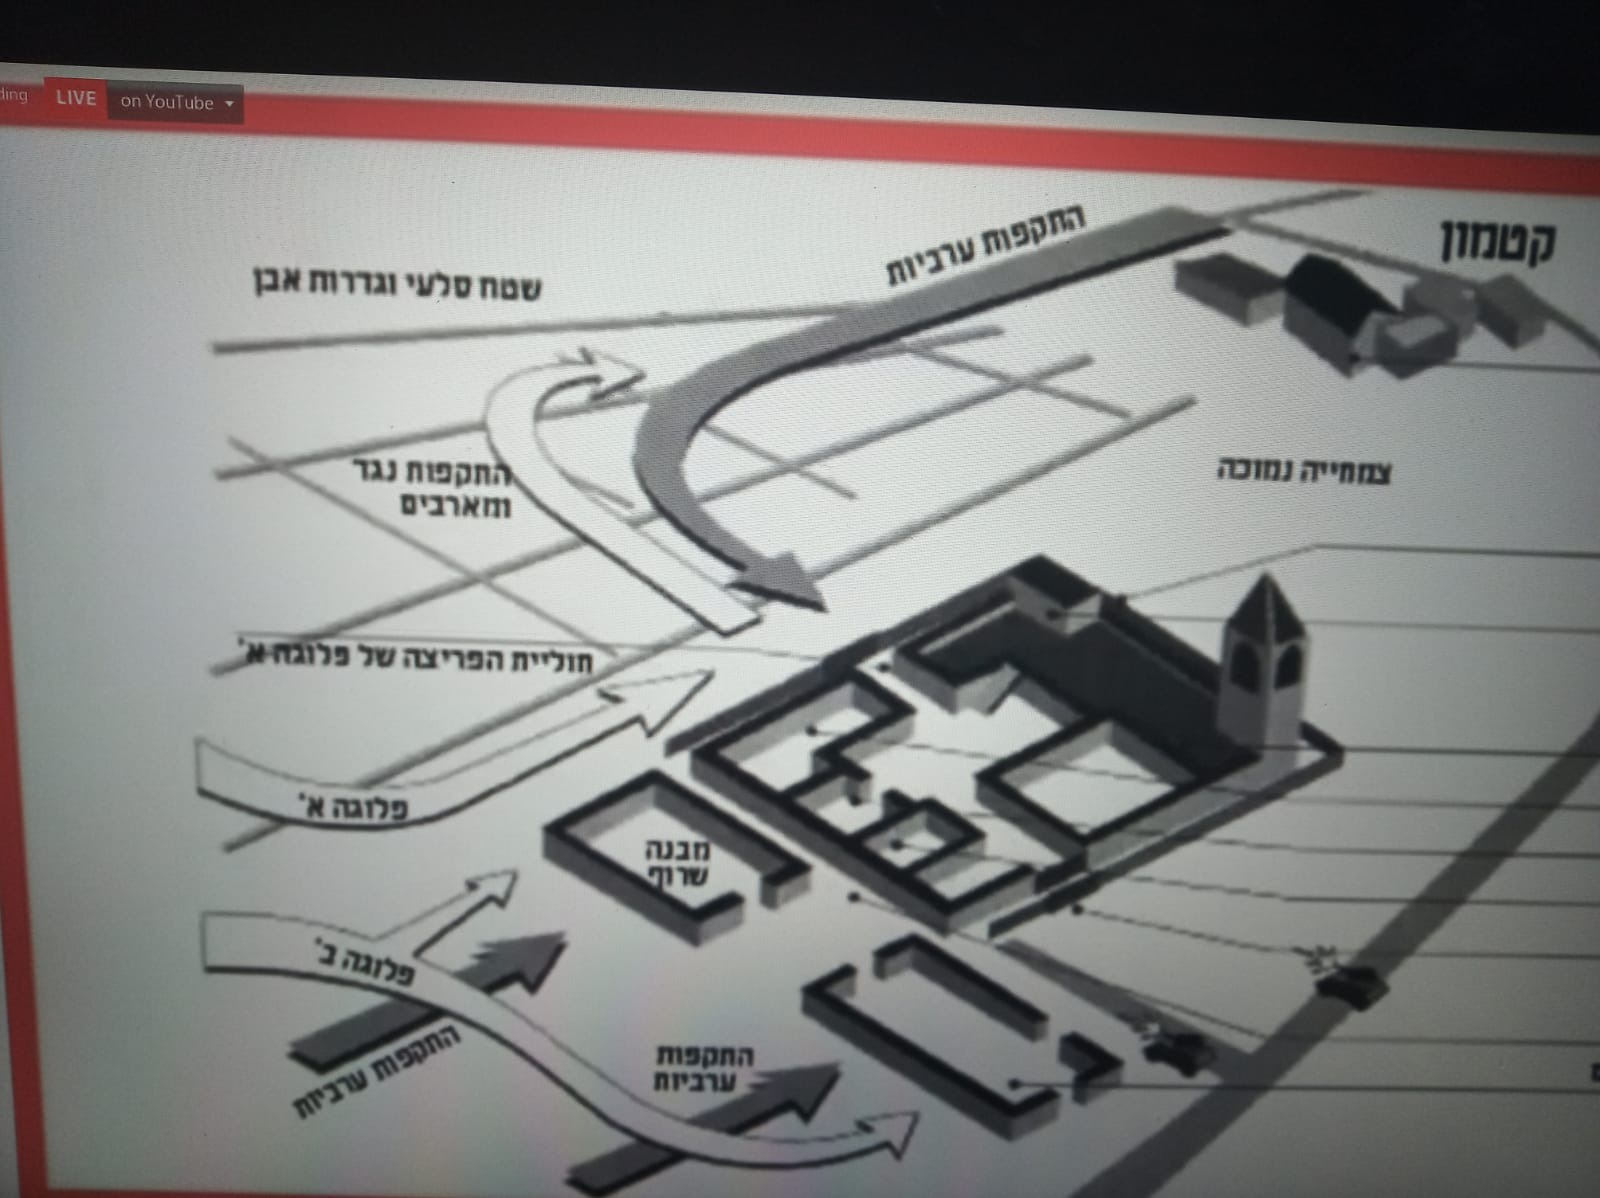 ding
LIVE on YouTube
קטמון
התקפות ערביות
שטח סלעי וגדרות אבן
התקפות נגד
ומארבים
צמחייה נמוכה
חוליית הפריצה של פלוגה א'
פלוגה א'
מבנה
שרוף
פלוגה ב'
התקפות ערביות
התקפות
ערביות